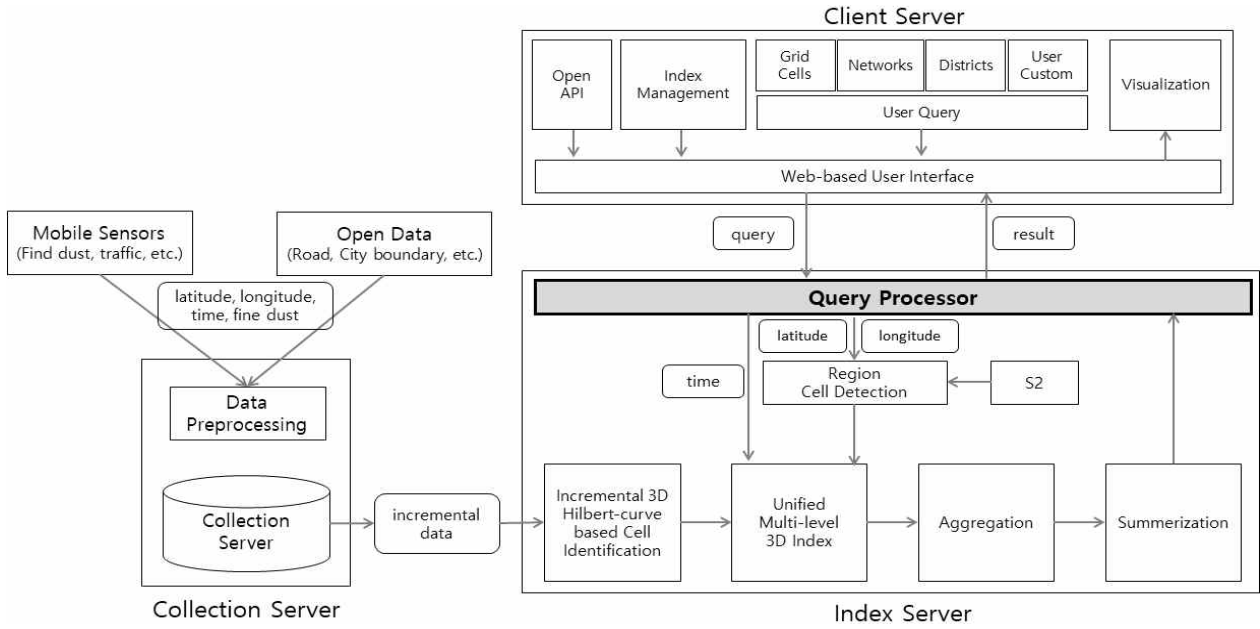 Client Server
Open
API
Index
Management
Grid
Cells
Networks
Districts
User
Custom
User Query
Visualization
Web-based User Interface
query
result
Mobile Sensors
(Find dust, traffic, etc.)
Open Data
(Road, City boundary, etc.)
latitude, longitude,
time, fine dust
Data
Preprocessing
Collection
Server
Collection Server
incremental
data
Query Processor
latitude
longitude
time
Region
Cell Detection
S2
Incremental 3D
Hilbert-curve
based Cell
Identification
Unified
Multi-level
3D Index
Aggregation
Summerization
Index Server